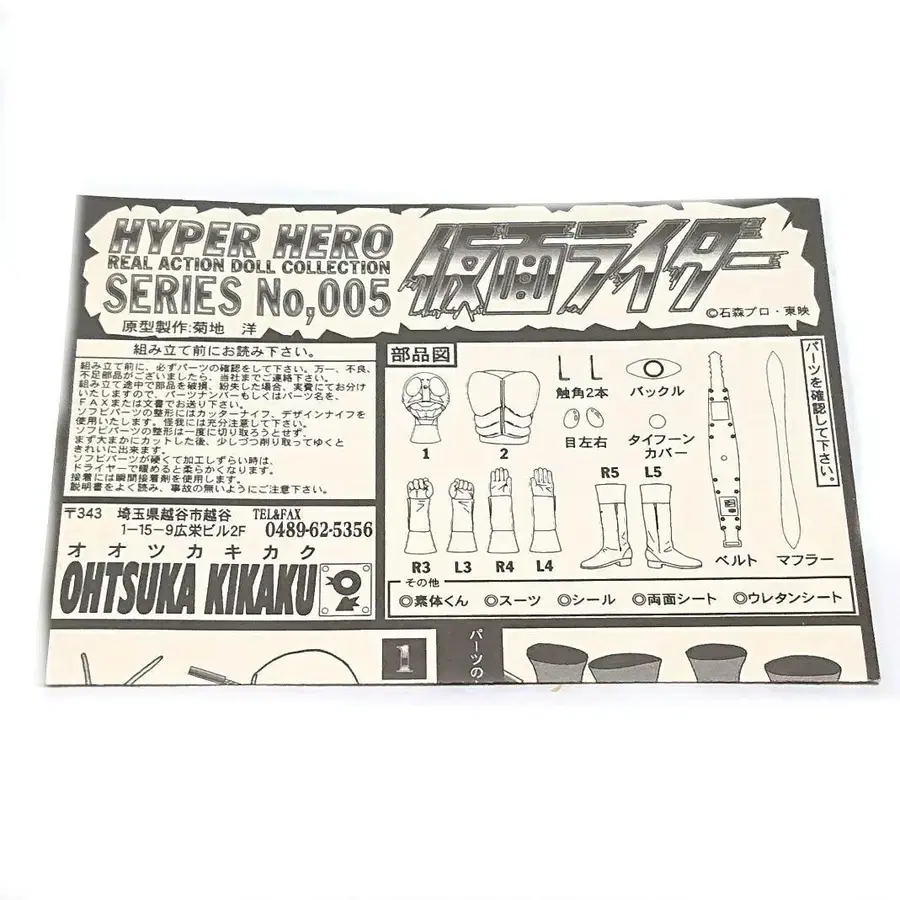 HYPER HERO
REAL ACTION DOLL COLLECTION
SERIES No,005
原型製作:菊地 洋
仮面ライダー
©石森プロ・東映
組み立て前にお読み下さい。
組み立て前に、必ずパーツの確認をして下さい。万一、不良、
不足部品がございましたら、当社までご連絡下さい。
組み立て途中で部品を破損、紛失した場合、実費にてお分け
いたしますので、パーツナンバーもしくはパーツ名を、
FAXまたは文書でお送り下さい。
ソフビパーツの整形にはカッターナイフ、デザインナイフを
使用いたします。怪我には充分注意して下さい。
ソフビパーツの整形は一度に切り取ろうとせず、
まず大まかにカットした後、少しづつ削り取ってゆくと
きれいに出来ます。
ソフビパーツが硬くて加工しずらい時は、
ドライヤーで暖めると柔らかくなります。
接着には瞬間接着剤を使用します。
説明書をよく読み、事故の無いようにご注意下さい。
〒343 埼玉県越谷市越谷 TEL&FAX
1-15-9広栄ビル2F 0489-62-5356
オオツカキカク
OHTSUKA KIKAKU
部品図
パーツを確認して下さい。
1
2
触角2本
バックル
目左右
タイフーン
カバー
R3
L3
R4
L4
R5
L5
ベルト
マフラー
その他
◎素体くん ◎スーツ ◎シール ◎両面シート ◎ウレタンシート
1
パーツの